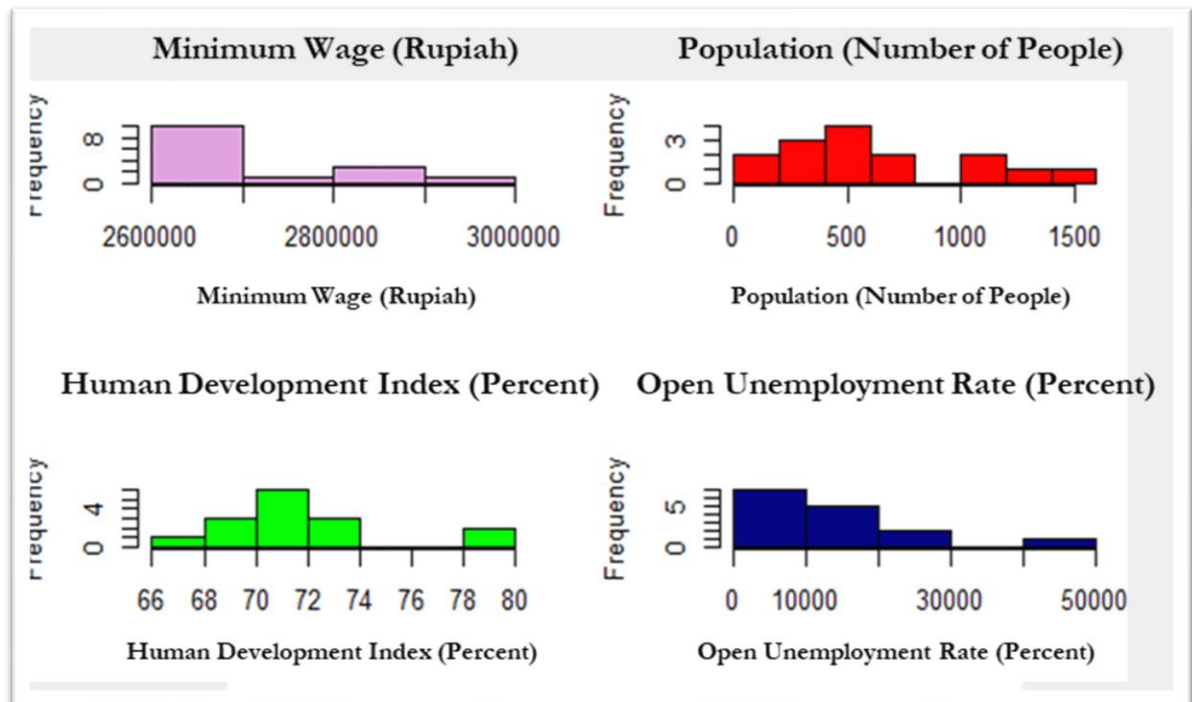 Minimum Wage (Rupiah)
Population (Number of People)
Frequency
8
0
2600000 2800000 3000000
Minimum Wage (Rupiah)
Frequency
3
0
0 500 1000 1500
Population (Number of People)
Human Development Index (Percent)
Open Unemployment Rate (Percent)
Frequency
4
0
66 68 70 72 74 76 78 80
Human Development Index (Percent)
Frequency
5
0
0 10000 30000 50000
Open Unemployment Rate (Percent)